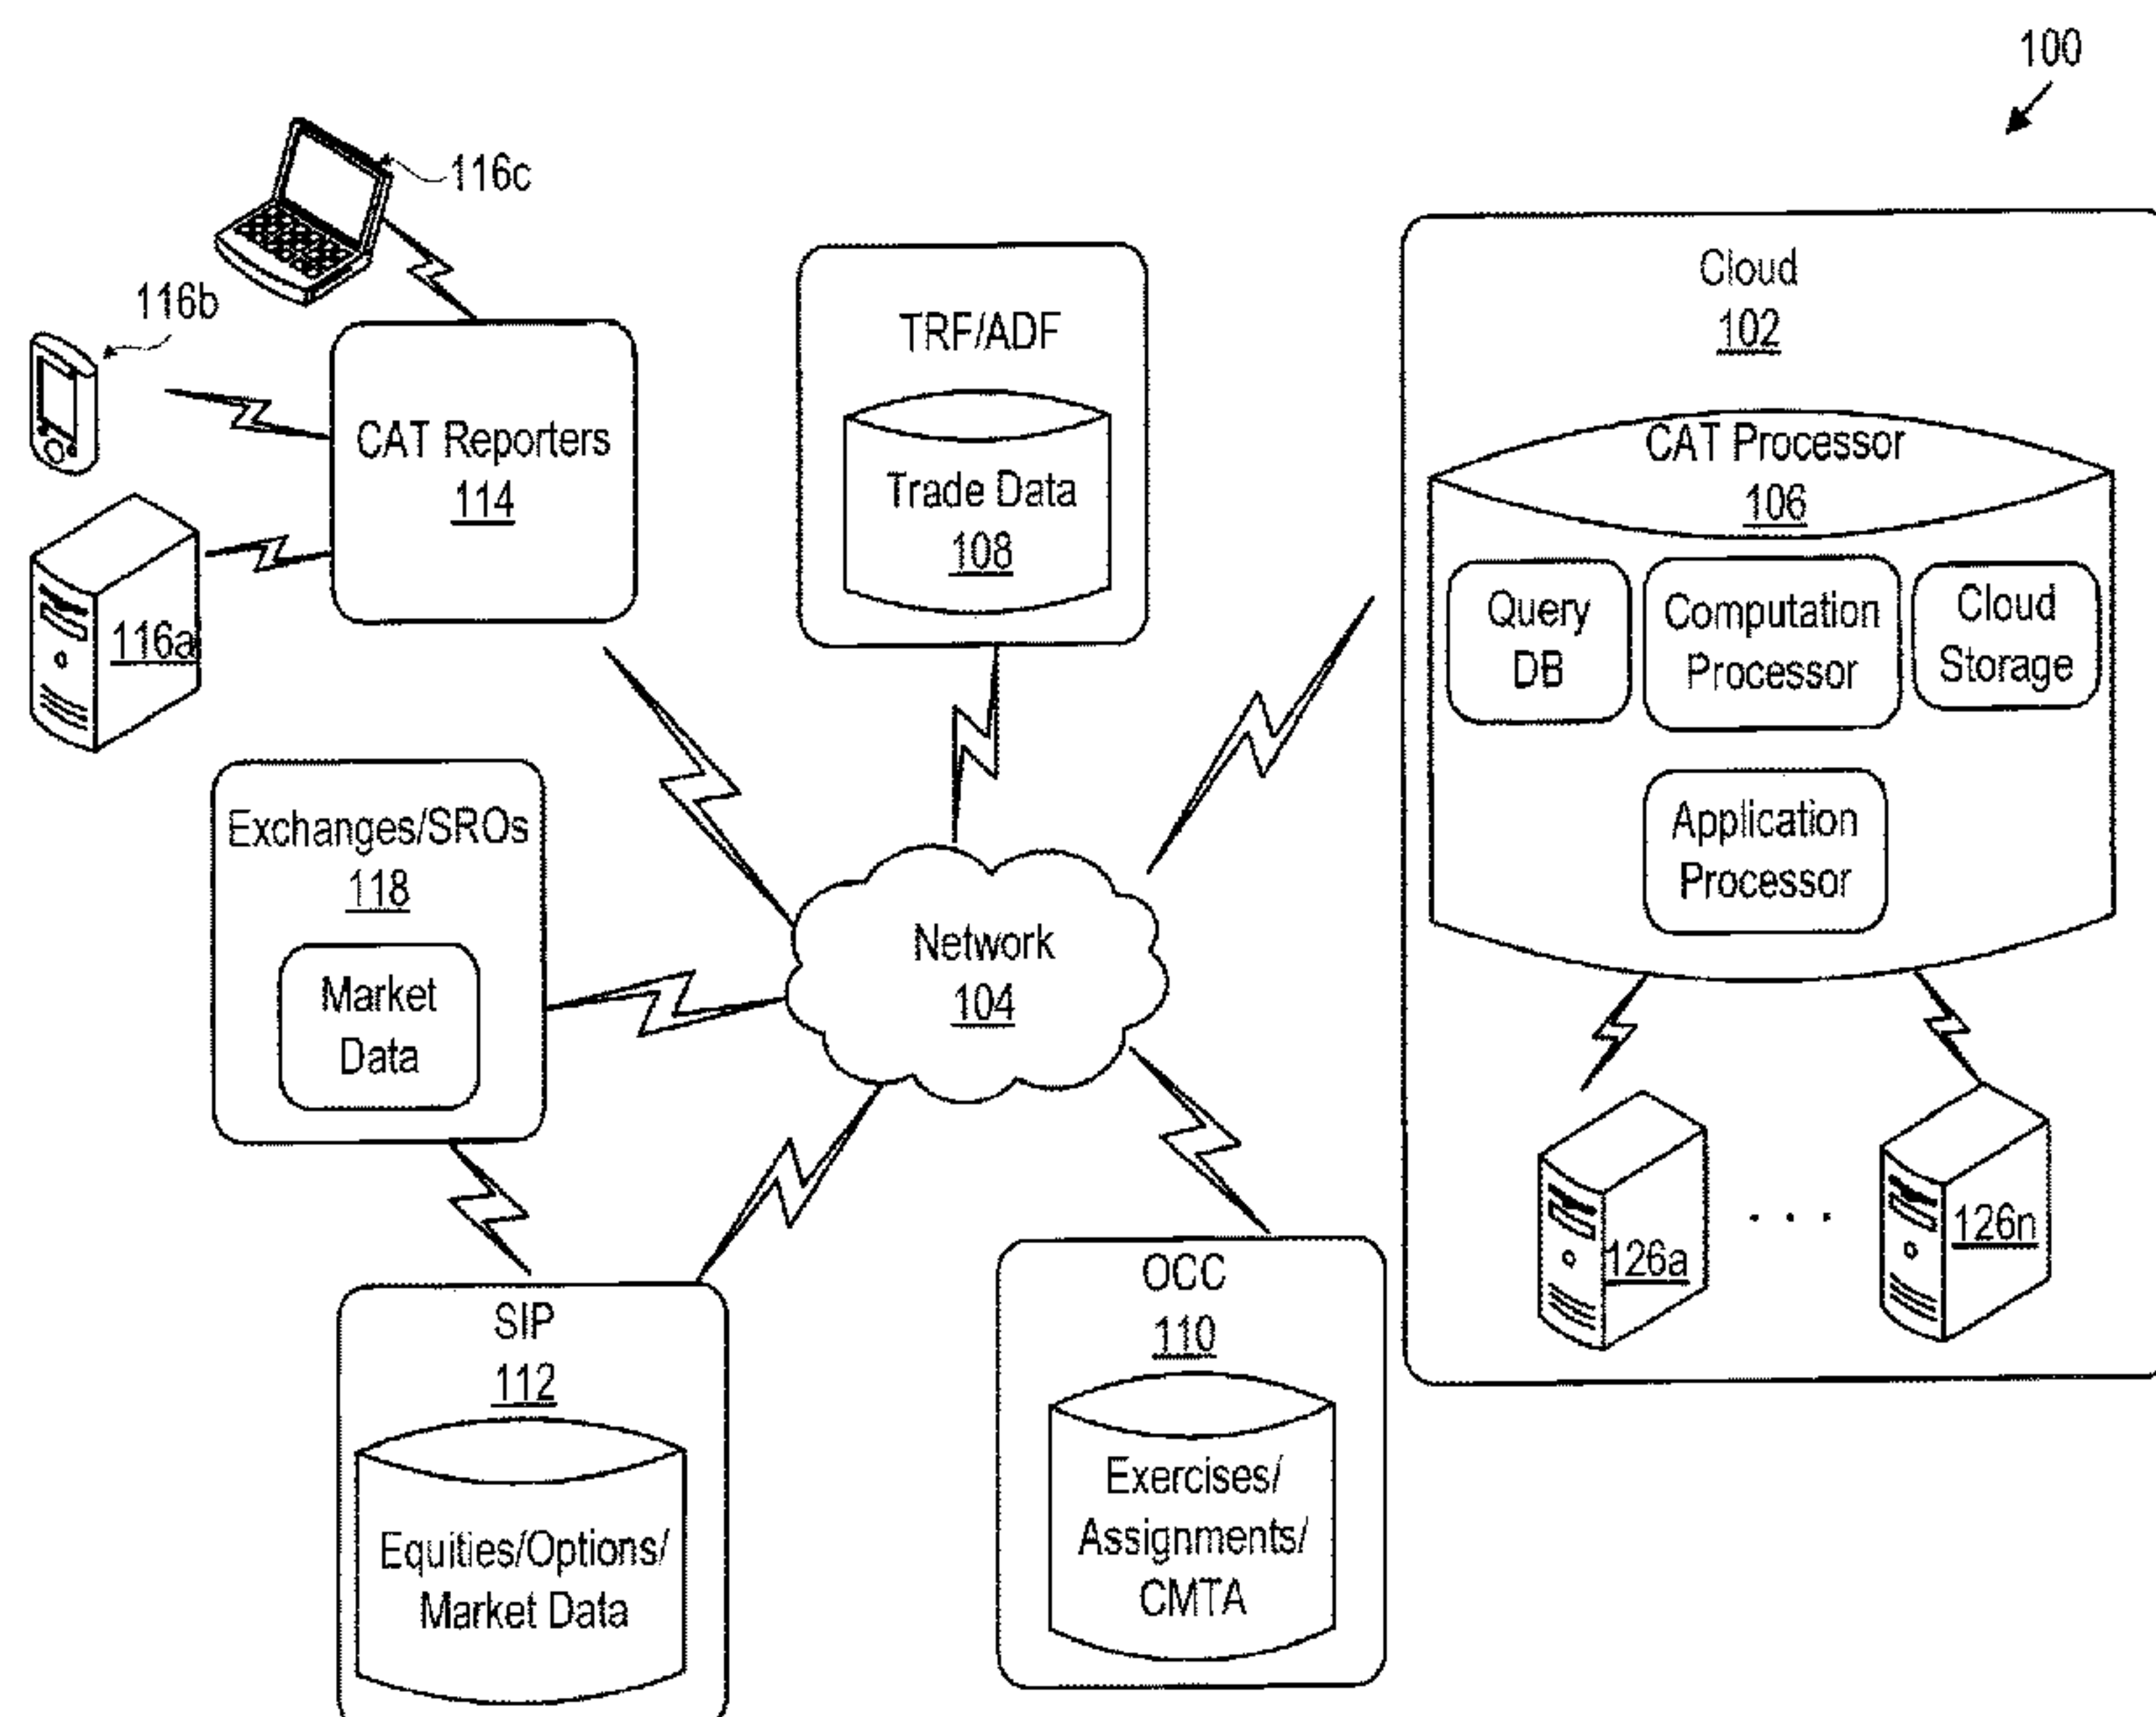 100
116c
116b
CAT Reporters
114
116a
TRF/ADF
Trade Data
108
Cloud
102
CAT Processor
106
Query
DB
Computation
Processor
Cloud
Storage
Application
Processor
126a
. . .
126n
Exchanges/SROs
118
Market
Data
Network
104
SIP
112
Equities/Options/
Market Data
OCC
110
Exercises/
Assignments/
CMTA